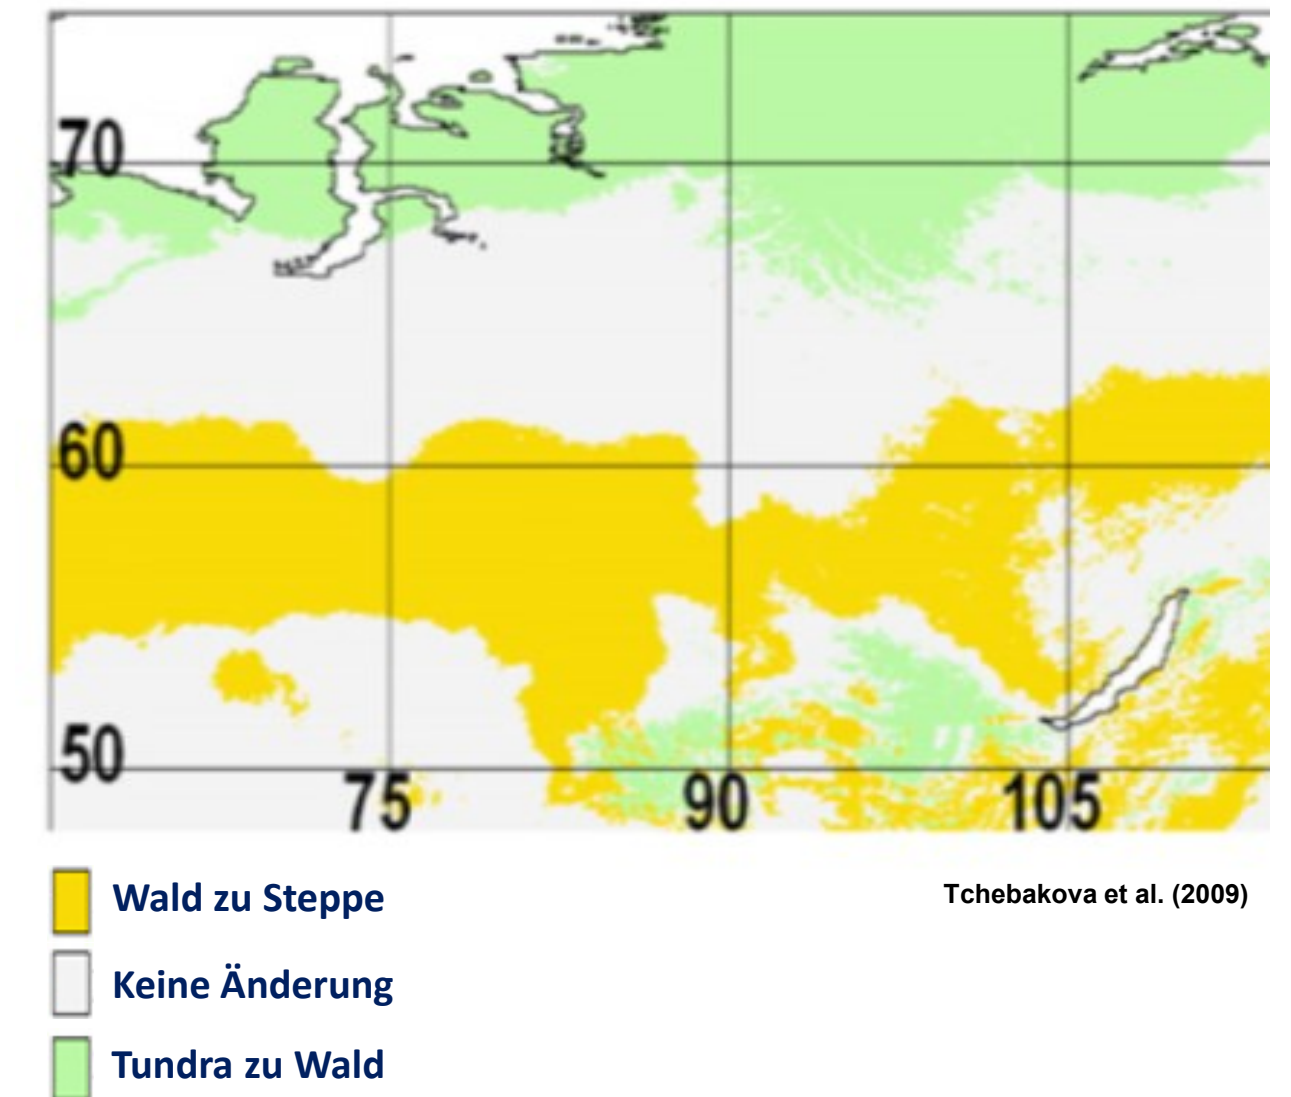 70
60
50
75
90
105
Wald zu Steppe
Tchebakova et al. (2009)
Keine Änderung
Tundra zu Wald